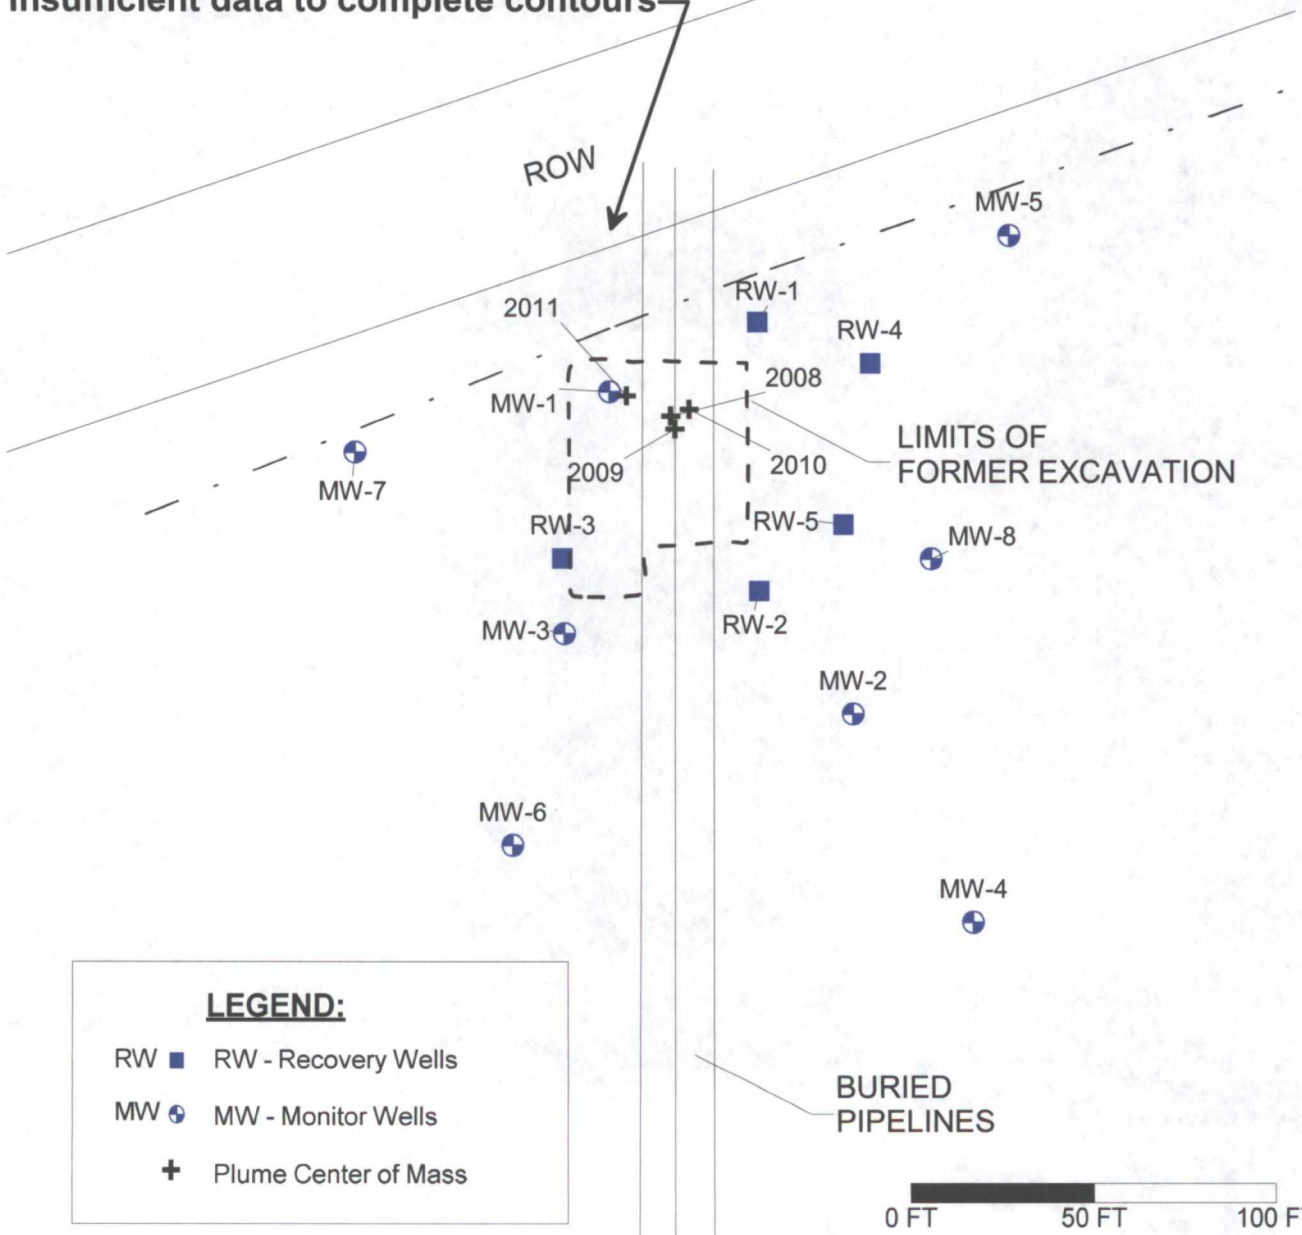 insufficient data to complete contours
ROW
MW-5
RW-1
2011
RW-4
2008
MW-1
LIMITS OF
FORMER EXCAVATION
2009
2010
MW-7
RW-3
RW-5
MW-8
MW-3
RW-2
MW-2
MW-6
MW-4
LEGEND:
RW RW - Recovery Wells
MW MW - Monitor Wells
Plume Center of Mass
BURIED
PIPELINES
0 FT 50 FT 100 F